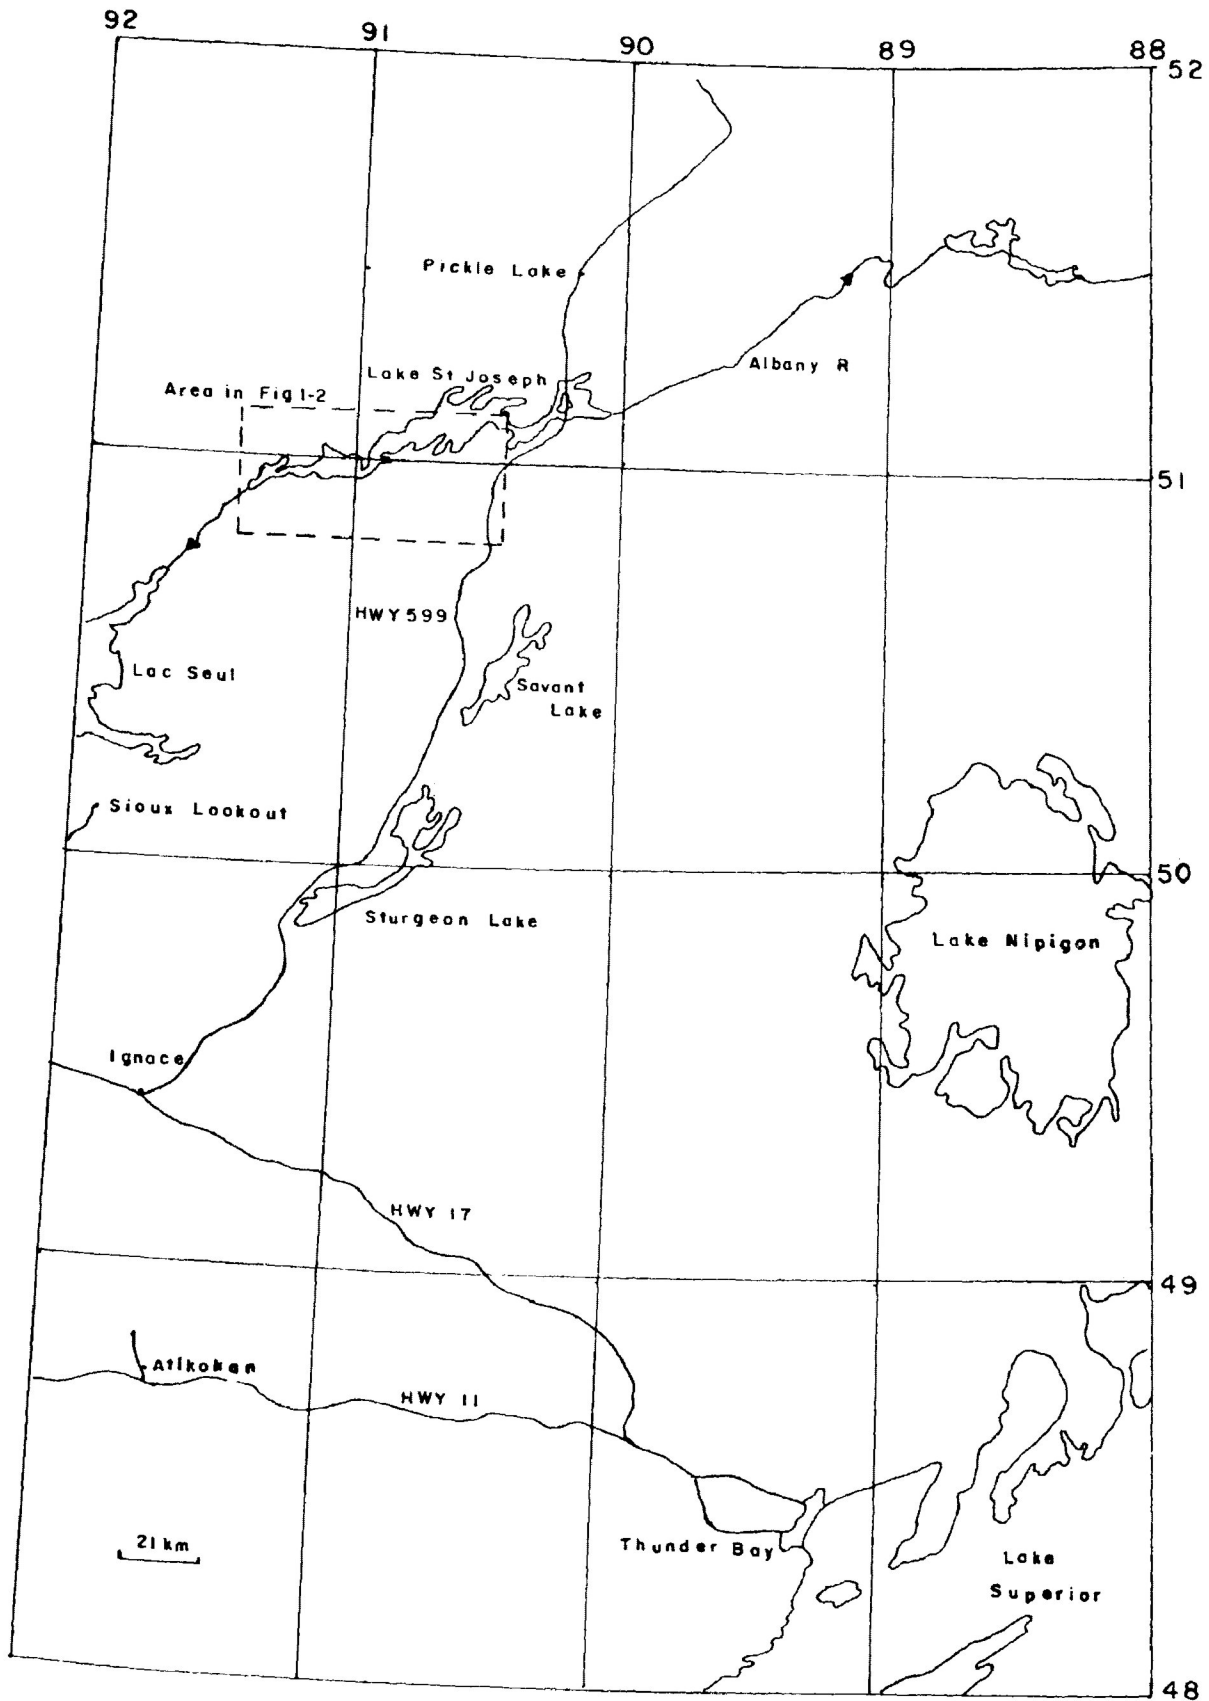 92
91
90
89
88
52
Pickle Lake
Albany R
Lake St Joseph
Area in Fig 1-2
51
HWY 599
Lac Seul
Savant
Lake
Sioux Lookout
50
Sturgeon Lake
Lake Nipigon
Ignace
HWY 17
49
Atikokan
HWY 11
21 km
Thunder Bay
Lake
Superior
48